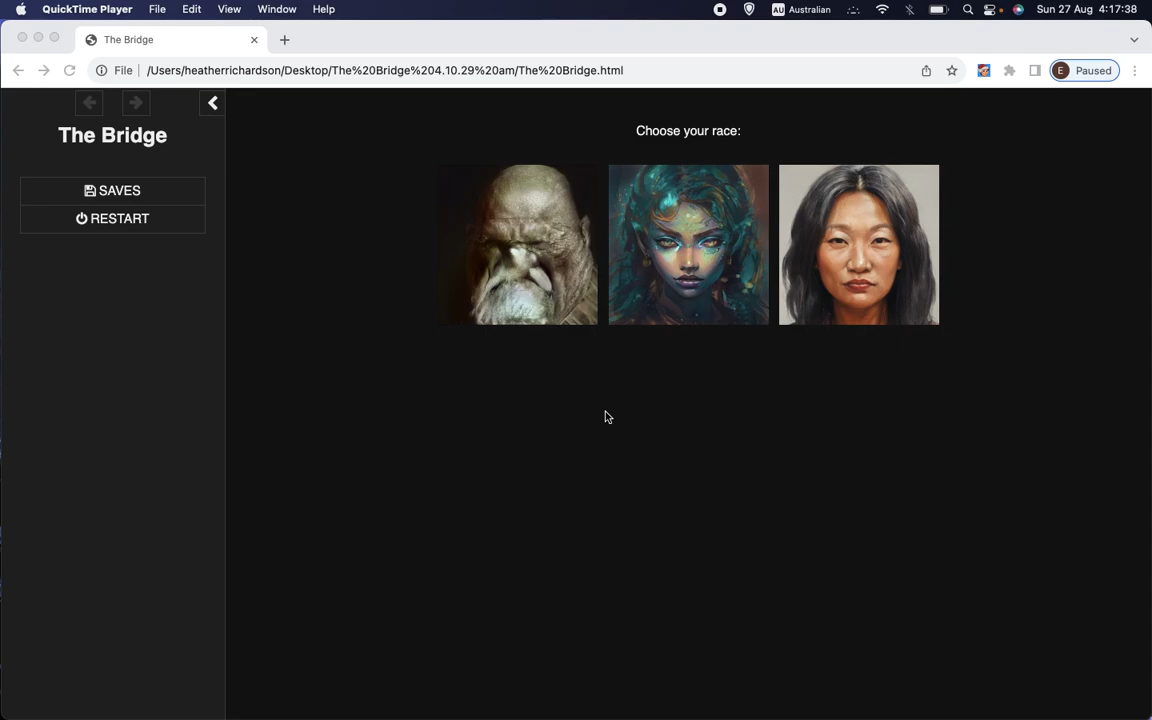 QuickTime Player File Edit View Window Help AU Australian Sun 27 Aug 4:17:38
The Bridge
File /Users/heatherrichardson/Desktop/The%20Bridge%204.10.29%20am/The%20Bridge.html E Paused
The Bridge
SAVES
RESTART
Choose your race: